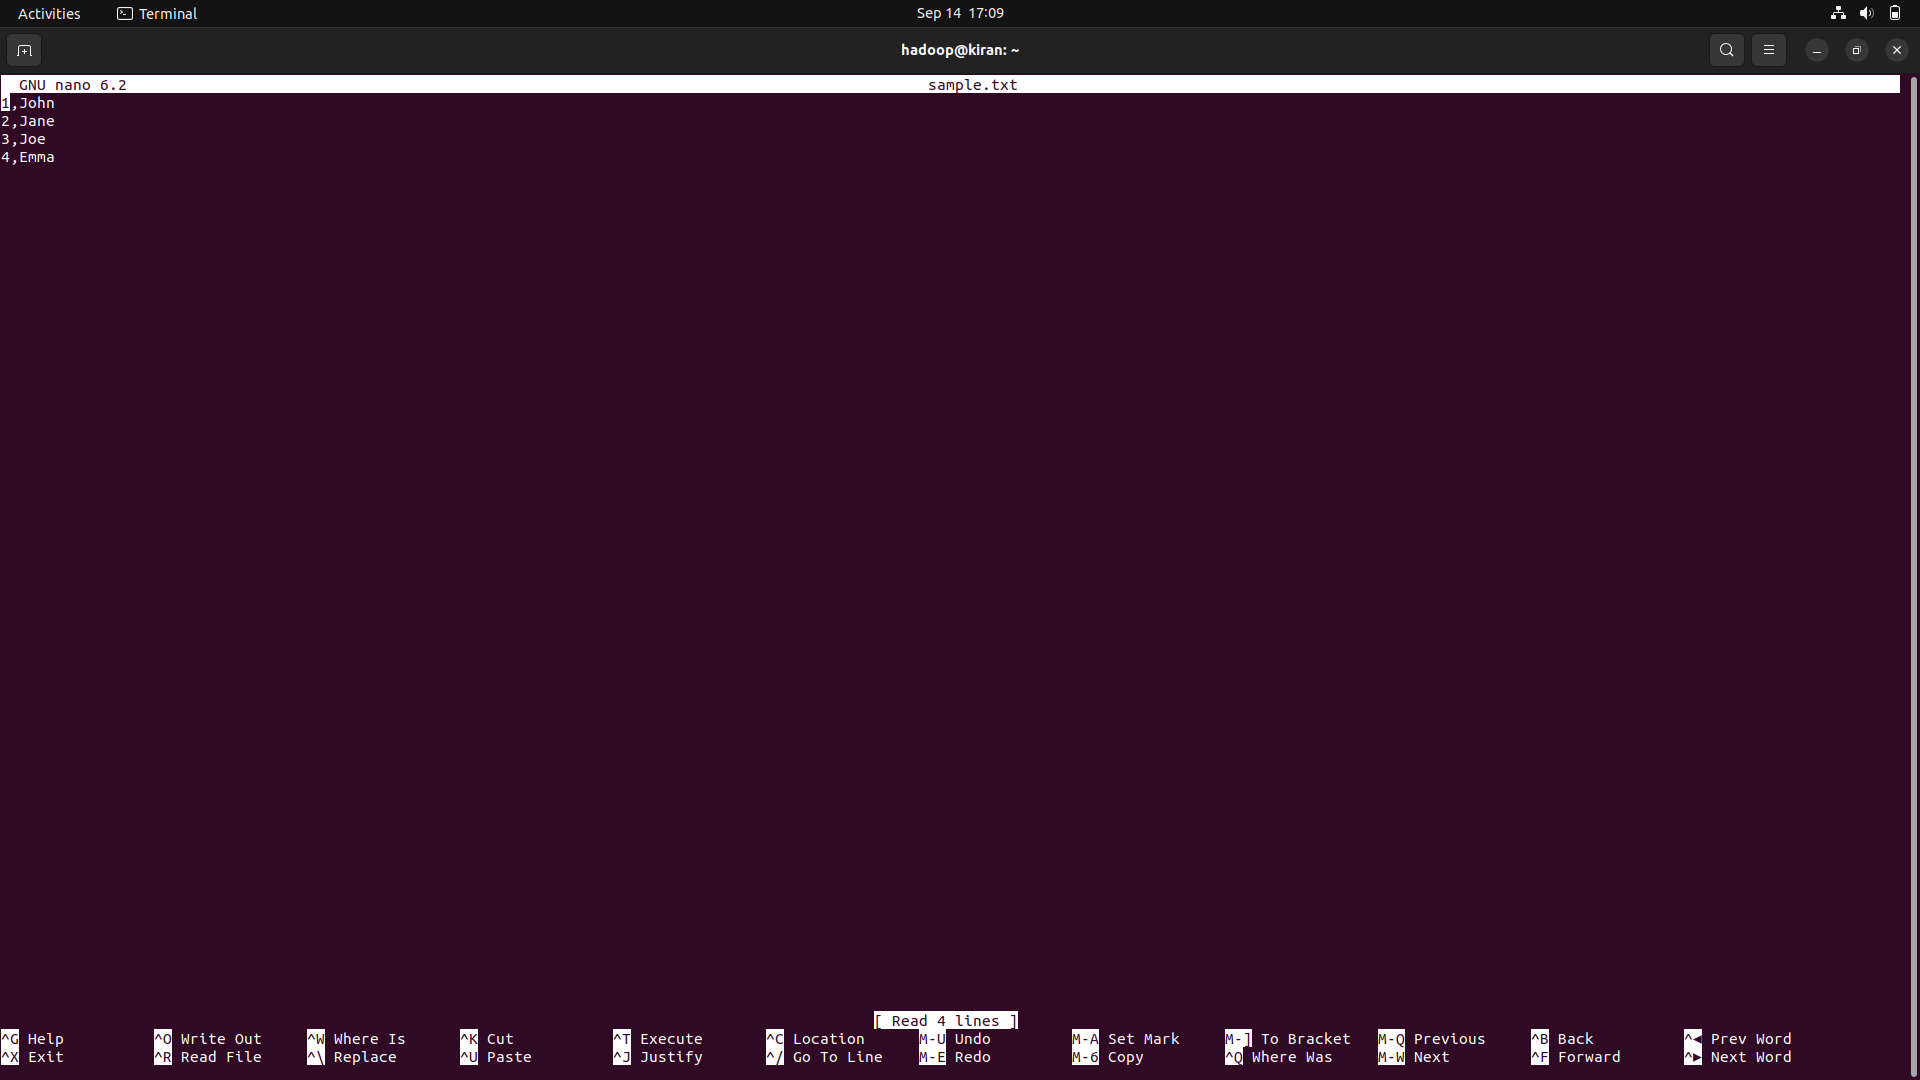 Activities Terminal Sep 14 17:09
hadoop@kiran: ~
GNU nano 6.2 sample.txt
1,John
2,Jane
3,Joe
4,Emma
[ Read 4 lines ]
^G Help ^O Write Out ^W Where Is ^K Cut ^T Execute ^C Location M-U Undo M-A Set Mark M-] To Bracket M-Q Previous ^B Back ^◀ Prev Word
^X Exit ^R Read File ^\ Replace ^U Paste ^J Justify ^/ Go To Line M-E Redo M-6 Copy ^Q Where Was M-W Next ^F Forward ^▶ Next Word